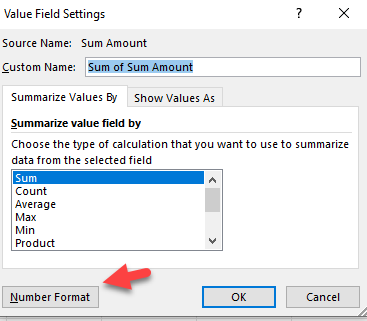 Value Field Settings ? ×
Source Name: Sum Amount
Custom Name: Sum of Sum Amount
Summarize Values By Show Values As
Summarize value field by
Choose the type of calculation that you want to use to summarize
data from the selected field
Sum
Count
Average
Max
Min
Product
Number Format OK Cancel